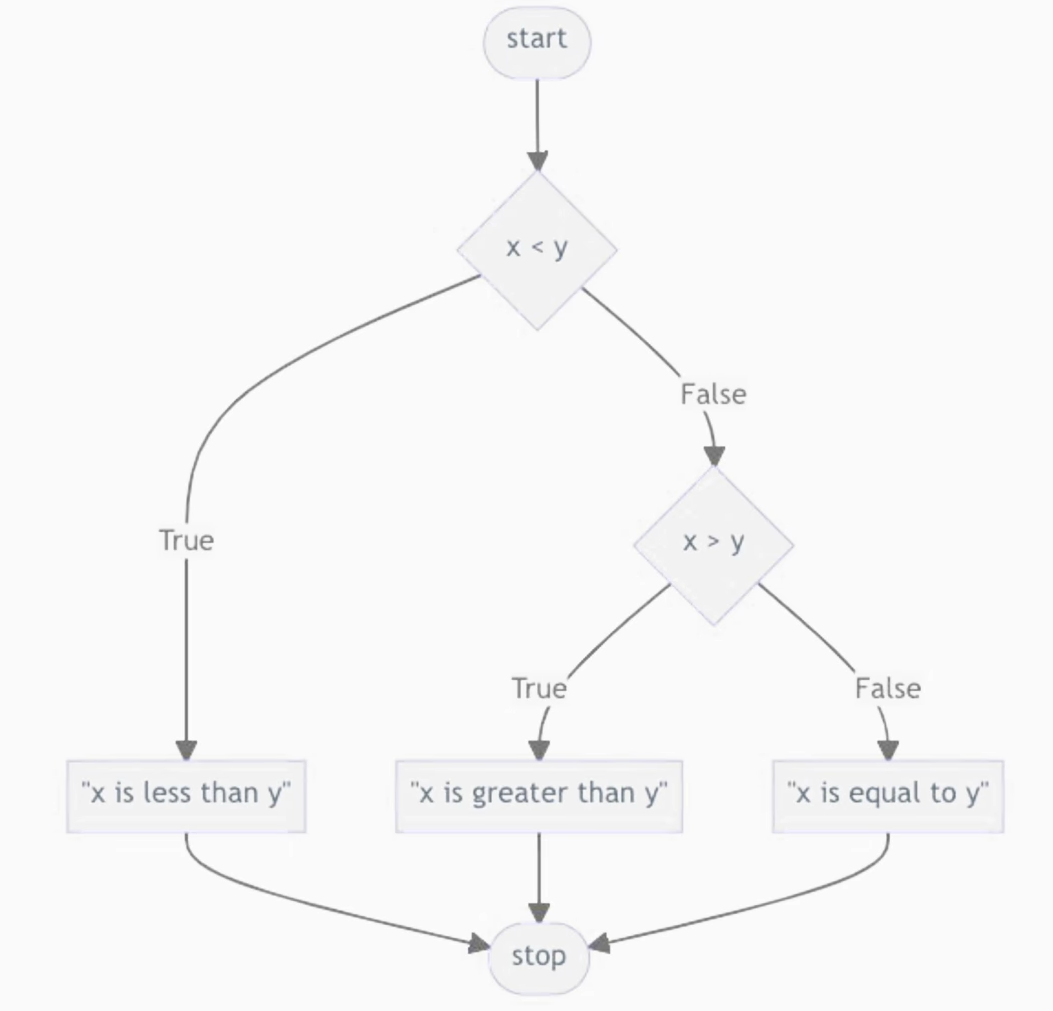 start
x < y
False
True
x > y
True
False
"x is less than y"
"x is greater than y"
"x is equal to y"
stop